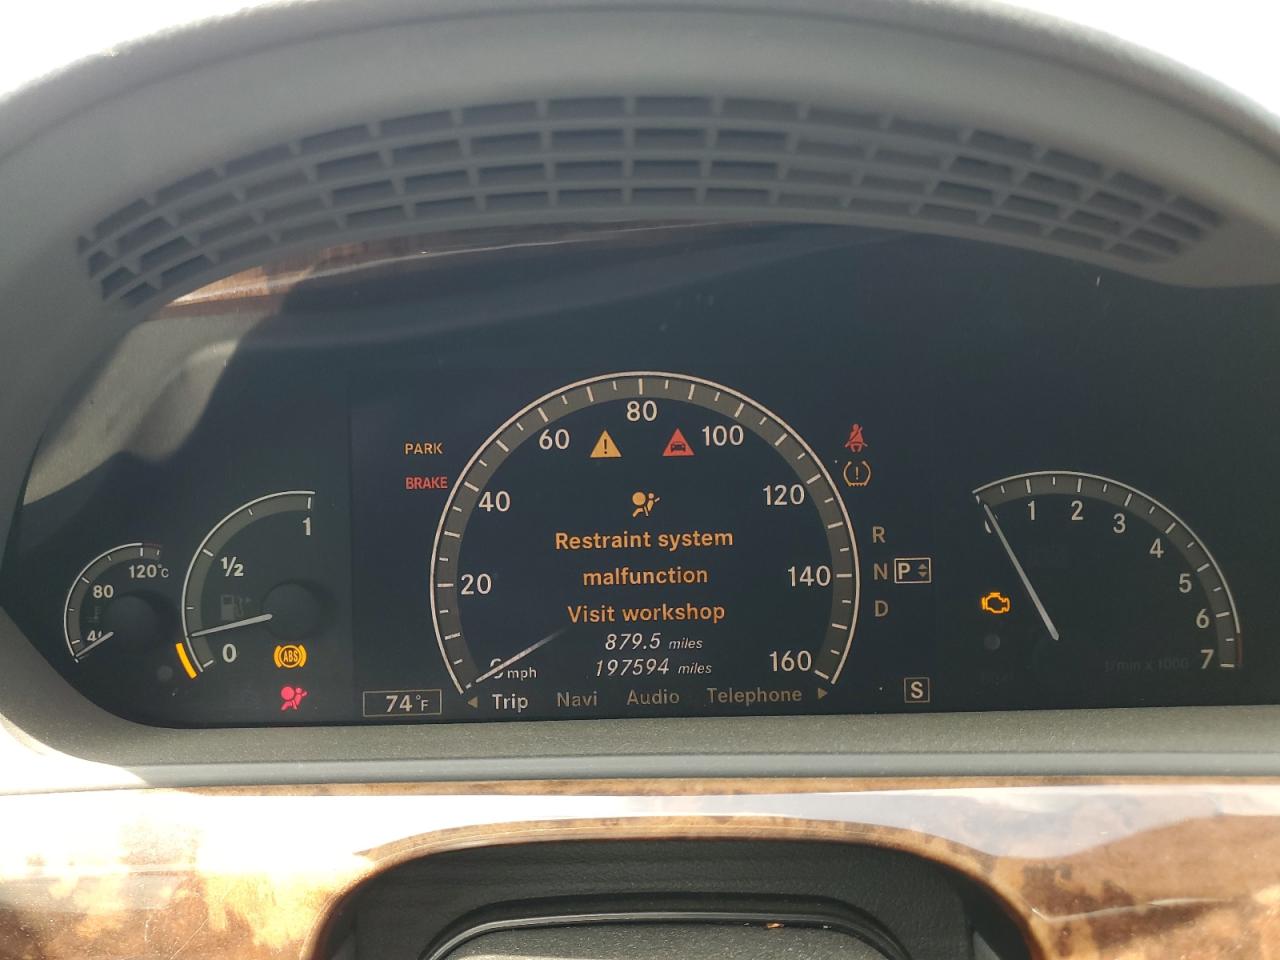 80
60
100
PARK
BRAKE
40
120
1
0
1
2
3
4
5
6
7
R
N P
D
Restraint system
malfunction
Visit workshop
20
140
½
120°C
80
40
0
ABS
879.5 miles
197594 miles
0 mph
160
l/min x 1000
74°F
Trip Navi Audio Telephone
S